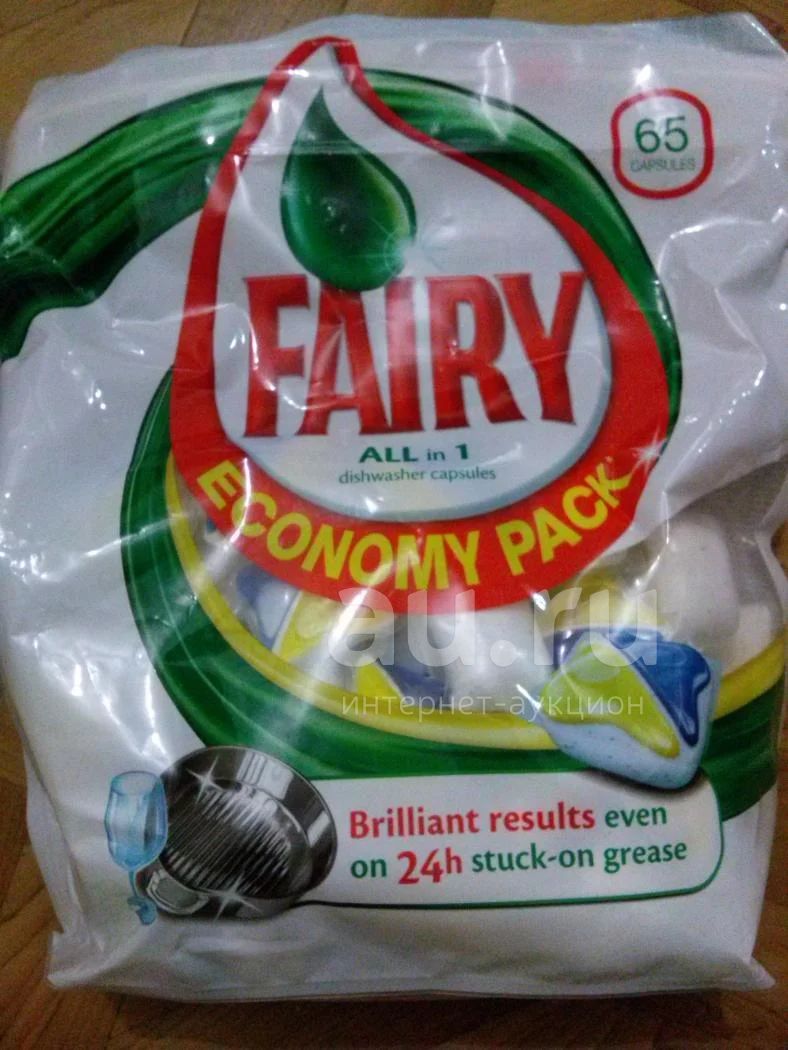 65
CAPSULES
FAIRY
ALL in 1
dishwasher capsules
ECONOMY PACK
au.ru
интернет-аукцион
Brilliant results even
on 24h stuck-on grease